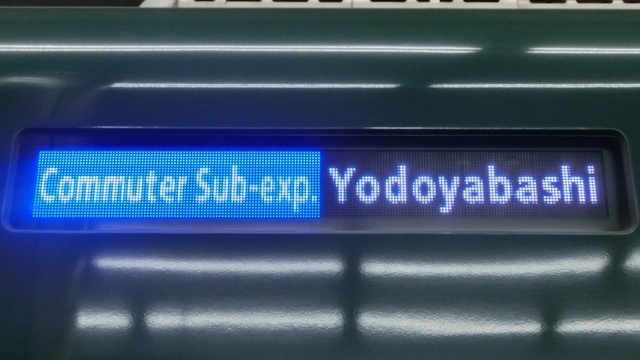 Commuter Sub-exp. Yodoyabashi